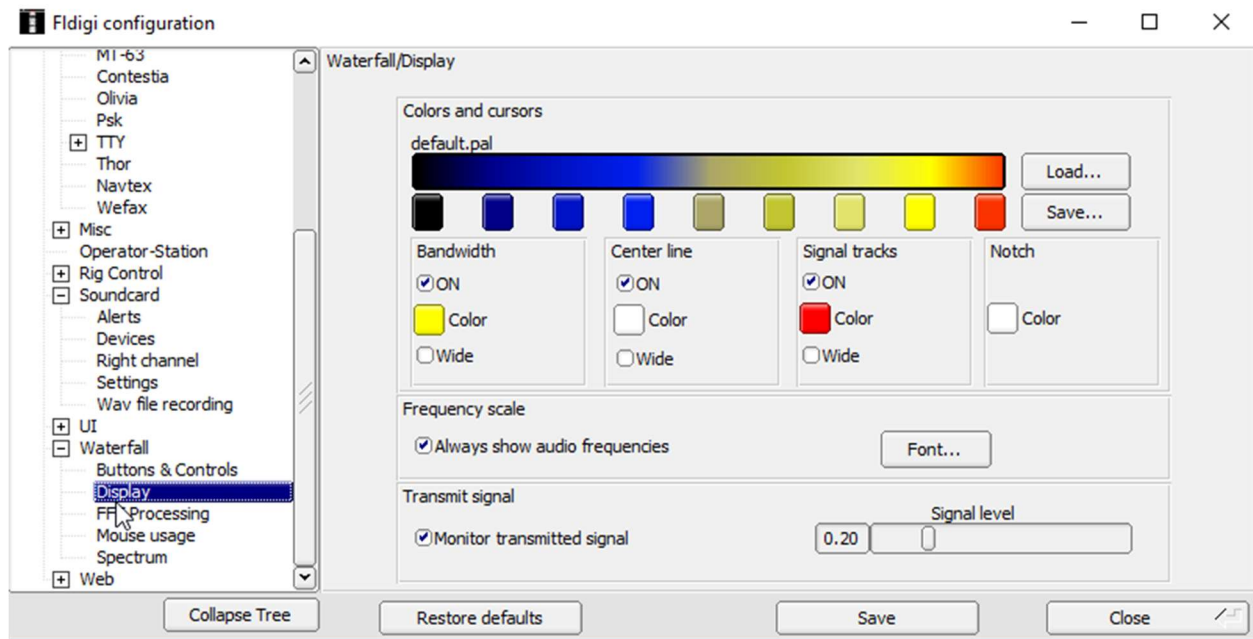 Fldigi configuration
MT-63
Contestia
Olivia
Psk
TTY
Thor
Navtex
Wefax
Misc
Operator-Station
Rig Control
Soundcard
Alerts
Devices
Right channel
Settings
Wav file recording
UI
Waterfall
Buttons & Controls
Display
Processing
Mouse usage
Spectrum
Web
Collapse Tree
Waterfall/Display
Colors and cursors
default.pal
Load...
Save...
Bandwidth
ON
Color
Wide
Center line
ON
Color
Wide
Signal tracks
ON
Color
Wide
Notch
Color
Frequency scale
Always show audio frequencies
Font...
Transmit signal
Monitor transmitted signal
Signal level
0.20
Restore defaults
Save
Close